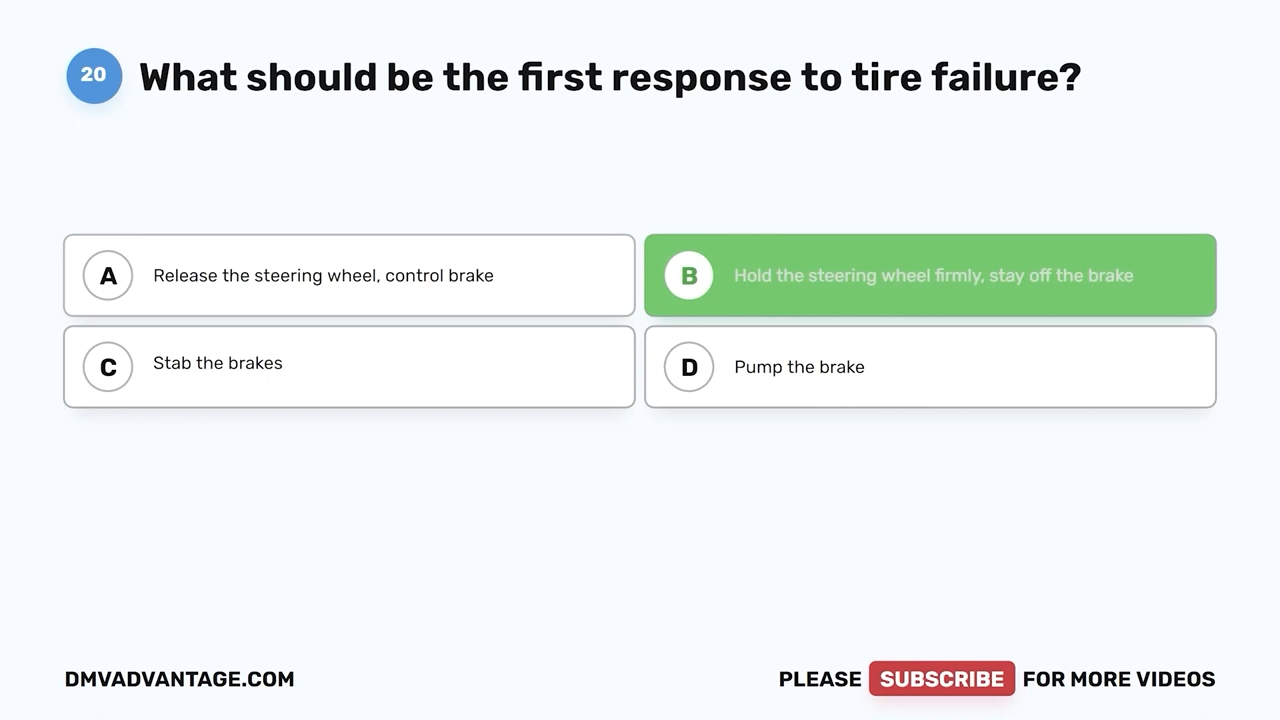 20
What should be the first response to tire failure?
A
Release the steering wheel, control brake
B
Hold the steering wheel firmly, stay off the brake
C
Stab the brakes
D
Pump the brake
DMVADVANTAGE.COM
PLEASE SUBSCRIBE FOR MORE VIDEOS